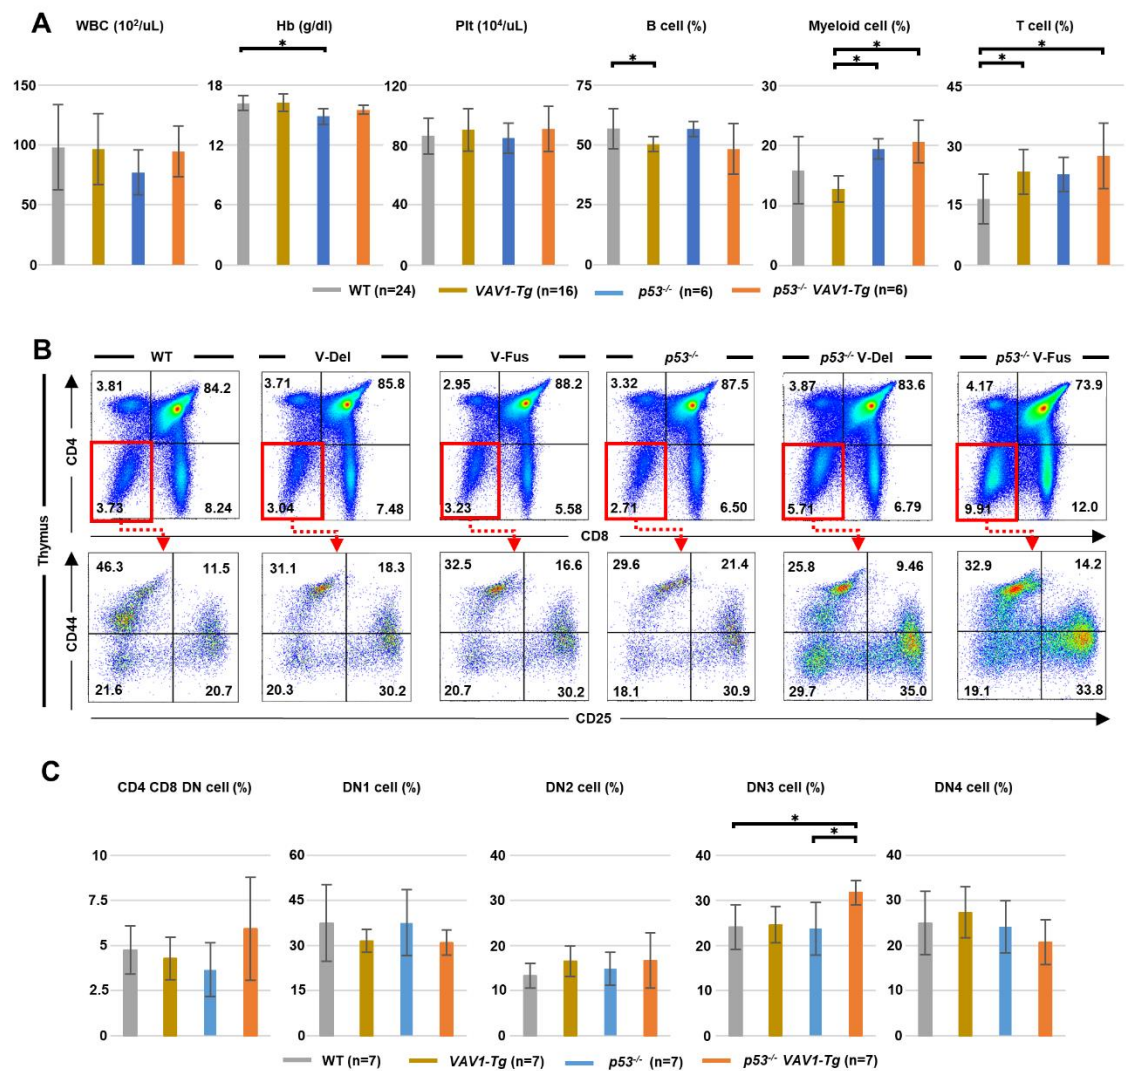 A
WBC (10²/uL) Hb (g/dl) Plt (10⁴/uL) B cell (%) Myeloid cell (%) T cell (%)
* * * * * *
150 18 120 75 30 45
100 12 80 50 20 30
50 6 40 25 10 15
0 0 0 0 0 0
WT (n=24) VAV1-Tg (n=16) p53-/- (n=6) p53-/- VAV1-Tg (n=6)
B
WT V-Del V-Fus p53-/- p53-/- V-Del p53-/- V-Fus
Thymus
CD4
3.81 84.2 3.71 85.8 2.95 88.2 3.32 87.5 3.87 83.6 4.17 73.9
3.73 8.24 3.04 7.48 3.23 5.58 2.71 6.50 5.71 6.79 9.91 12.0
CD8
CD44
46.3 11.5 31.1 18.3 32.5 16.6 29.6 21.4 25.8 9.46 32.9 14.2
21.6 20.7 20.3 30.2 20.7 30.2 18.1 30.9 29.7 35.0 19.1 33.8
CD25
C
CD4 CD8 DN cell (%) DN1 cell (%) DN2 cell (%) DN3 cell (%) DN4 cell (%)
* *
10 60 40 40 40
7.5 45 30 30 30
5 30 20 20 20
2.5 15 10 10 10
0 0 0 0 0
WT (n=7) VAV1-Tg (n=7) p53-/- (n=7) p53-/- VAV1-Tg (n=7)